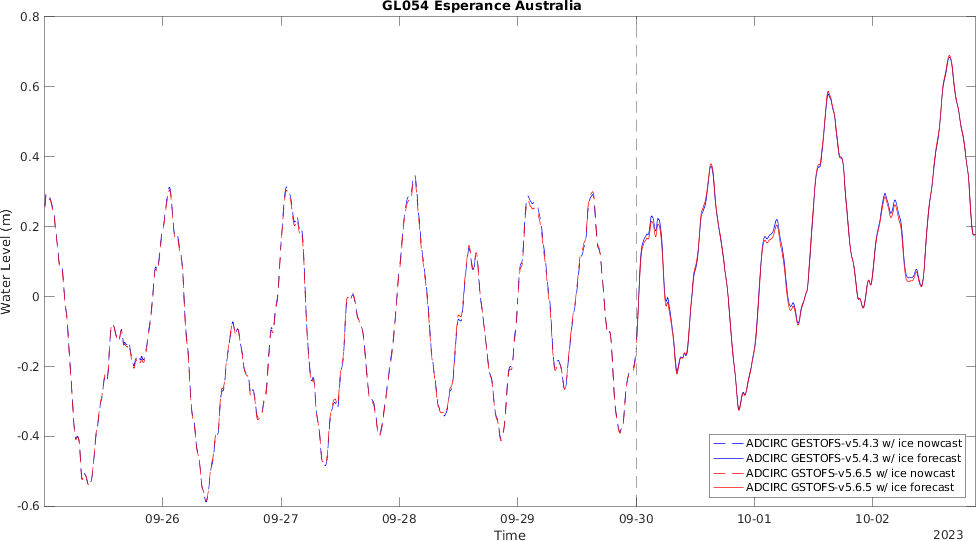 GL054 Esperance Australia
Water Level (m)
0.8
0.6
0.4
0.2
0
-0.2
-0.4
-0.6
ADCIRC GESTOFS-v5.4.3 w/ ice nowcast
ADCIRC GESTOFS-v5.4.3 w/ ice forecast
ADCIRC GSTOFS-v5.6.5 w/ ice nowcast
ADCIRC GSTOFS-v5.6.5 w/ ice forecast
09-26 09-27 09-28 09-29 09-30 10-01 10-02
Time
2023